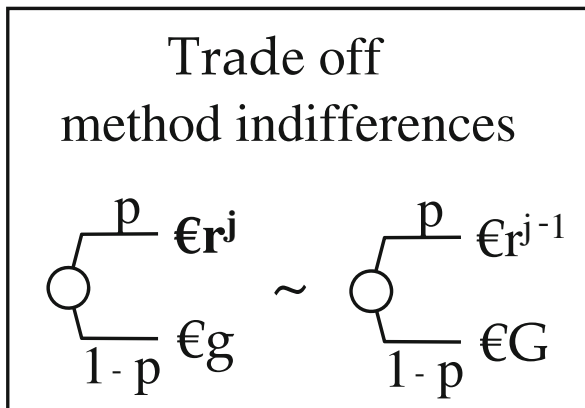 Trade off
method indifferences
p €r^j p €r^{j-1}
~
€g €G
1 - p 1 - p